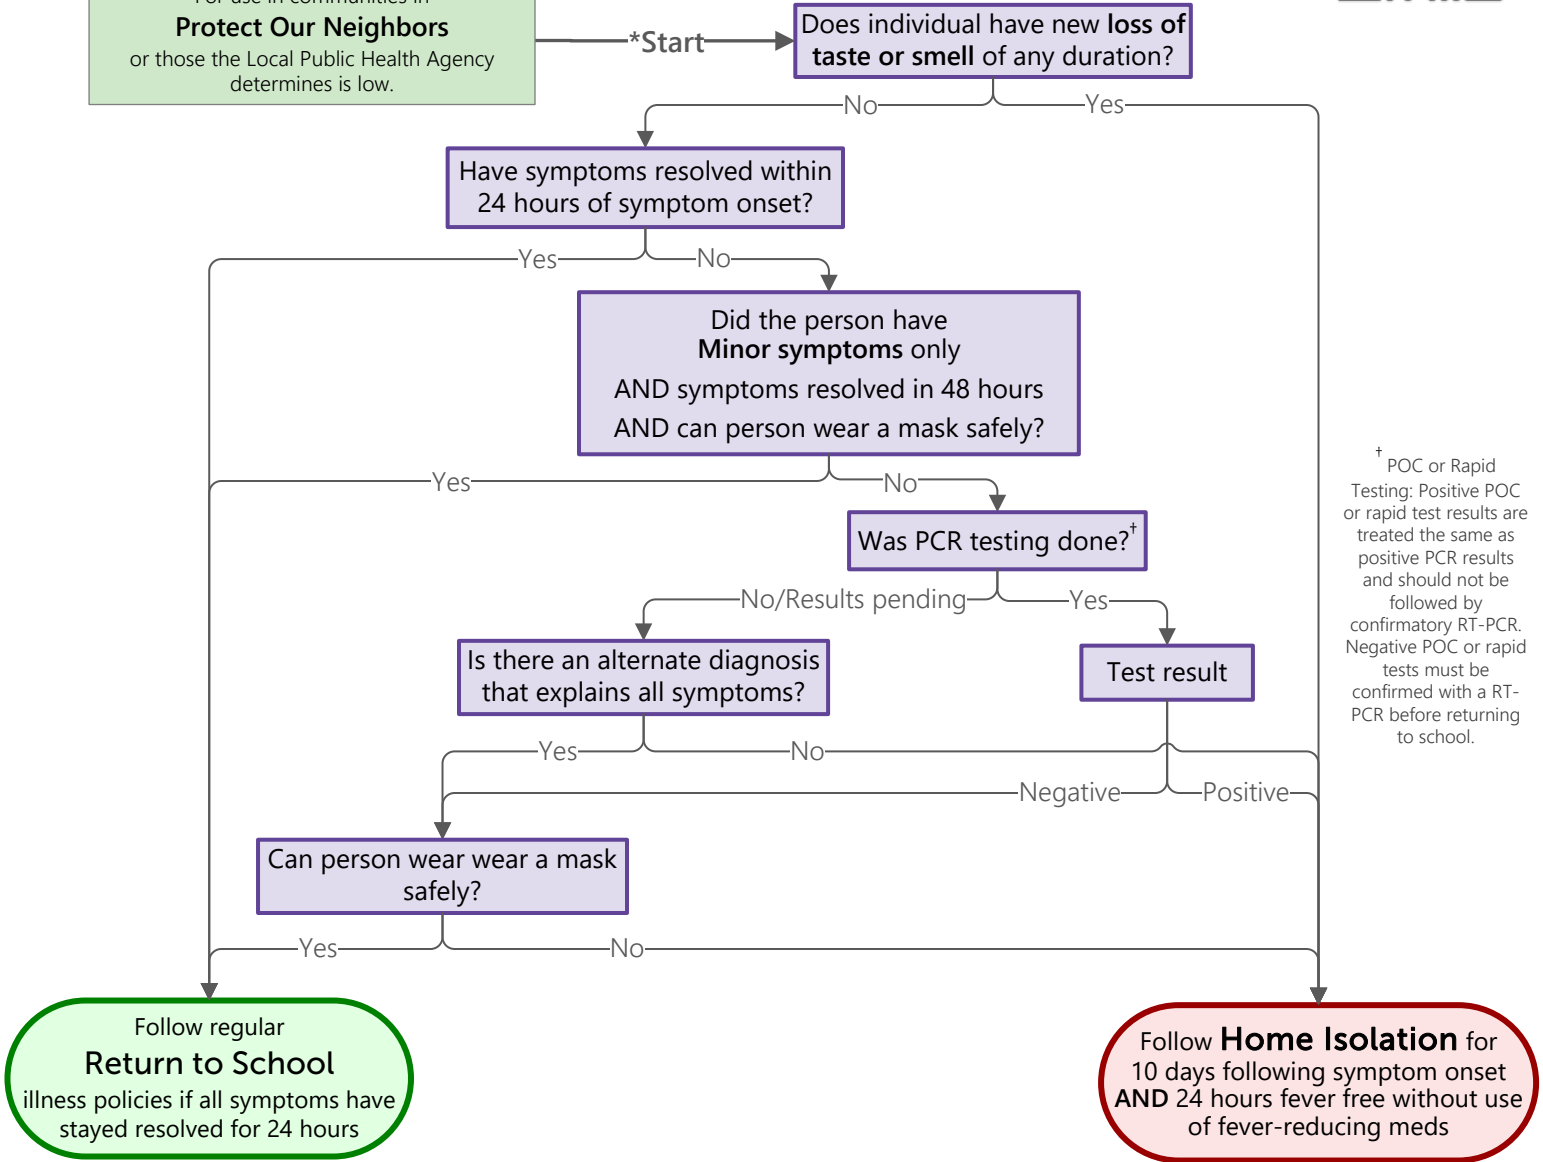 For use in communities in
Protect Our Neighbors
or those the Local Public Health Agency
determines is low.
*Start
Does individual have new loss of
taste or smell of any duration?
No
Yes
Have symptoms resolved within
24 hours of symptom onset?
Yes
No
Did the person have
Minor symptoms only
AND symptoms resolved in 48 hours
AND can person wear a mask safely?
Yes
No
Was PCR testing done?†
No/Results pending
Yes
Is there an alternate diagnosis
that explains all symptoms?
Test result
Yes
No
Negative
Positive
Can person wear wear a mask
safely?
Yes
No
Follow regular
Return to School
illness policies if all symptoms have
stayed resolved for 24 hours
Follow Home Isolation for
10 days following symptom onset
AND 24 hours fever free without use
of fever-reducing meds
† POC or Rapid
Testing: Positive POC
or rapid test results are
treated the same as
positive PCR results
and should not be
followed by
confirmatory RT-PCR.
Negative POC or rapid
tests must be
confirmed with a RT-
PCR before returning
to school.